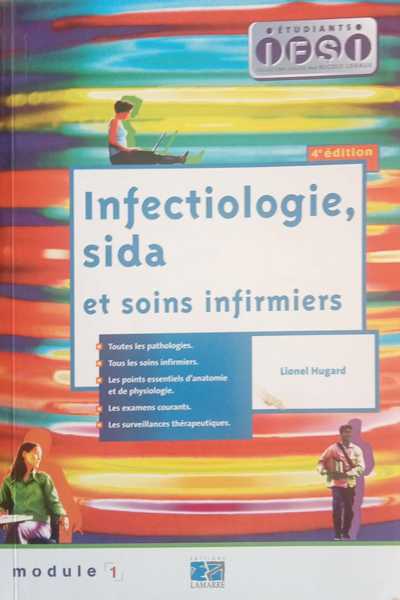 ÉTUDIANTS
IFSI
4e édition
Infectiologie,
sida
et soins infirmiers
Toutes les pathologies.
Tous les soins infirmiers.
Les points essentiels d'anatomie
et de physiologie.
Les examens courants.
Les surveillances thérapeutiques.
Lionel Hugard
module 1
ÉDITIONS
LAMARRE